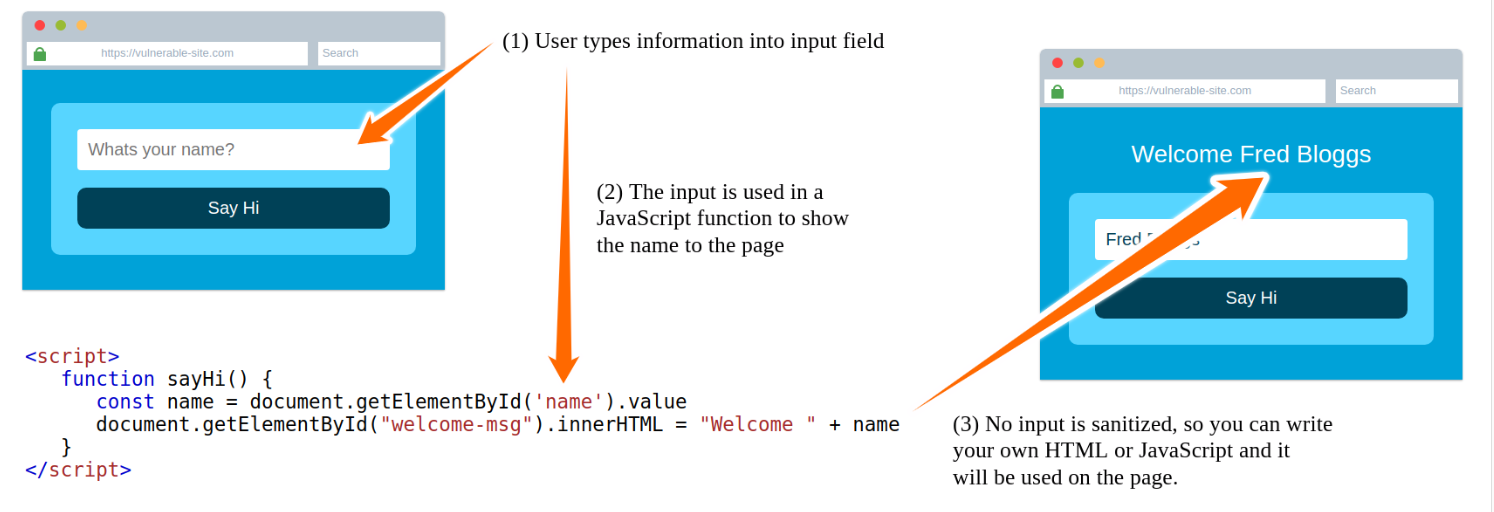 https://vulnerable-site.com
Search
Whats your name?
Say Hi
(1) User types information into input field
(2) The input is used in a
JavaScript function to show
the name to the page
<script>
function sayHi() {
const name = document.getElementById('name').value
document.getElementById("welcome-msg").innerHTML = "Welcome " + name
}
</script>
https://vulnerable-site.com
Search
Welcome Fred Bloggs
Fred
Say Hi
(3) No input is sanitized, so you can write
your own HTML or JavaScript and it
will be used on the page.